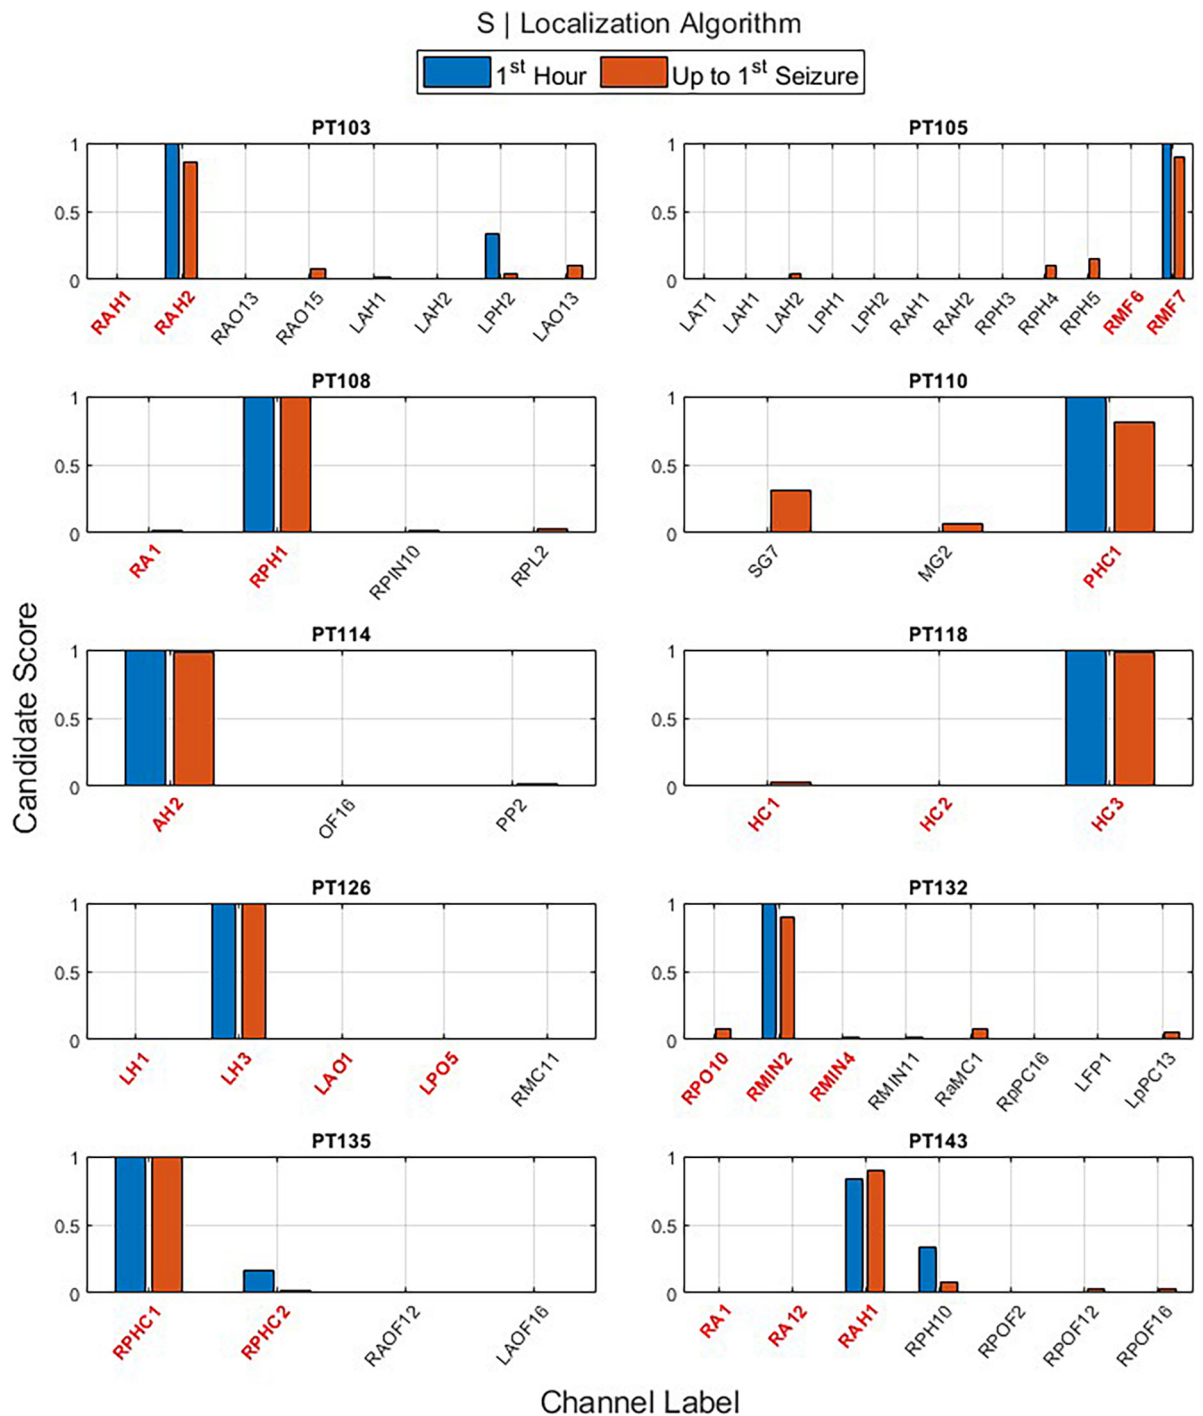 S | Localization Algorithm
1st Hour Up to 1st Seizure
PT103 PT105
1 1
0.5 0.5
0 0
RAH1 RAH2 RAO13 RAO15 LAH1 LAH2 LPH2 LAO13 LAT1 LAH1 LAH2 LPH1 LPH2 RAH1 RAH2 RPH3 RPH4 RPH5 RMF6 RMF7
PT108 PT110
1 1
0.5 0.5
0 0
RA1 RPH1 RPIN10 RPL2 SG7 MG2 PHC1
PT114 PT118
1 1
0.5 0.5
0 0
AH2 OF16 PP2 HC1 HC2 HC3
Candidate Score
PT126 PT132
1 1
0.5 0.5
0 0
LH1 LH3 LAO1 LPO5 RMC11 RPO10 RMIN2 RMIN4 RMIN11 RaMC1 RpPC16 LFP1 LpPC13
PT135 PT143
1 1
0.5 0.5
0 0
RPHC1 RPHC2 RAOF12 LAOF16 RA1 RA12 RAH1 RPH10 RPOF2 RPOF12 RPOF16
Channel Label